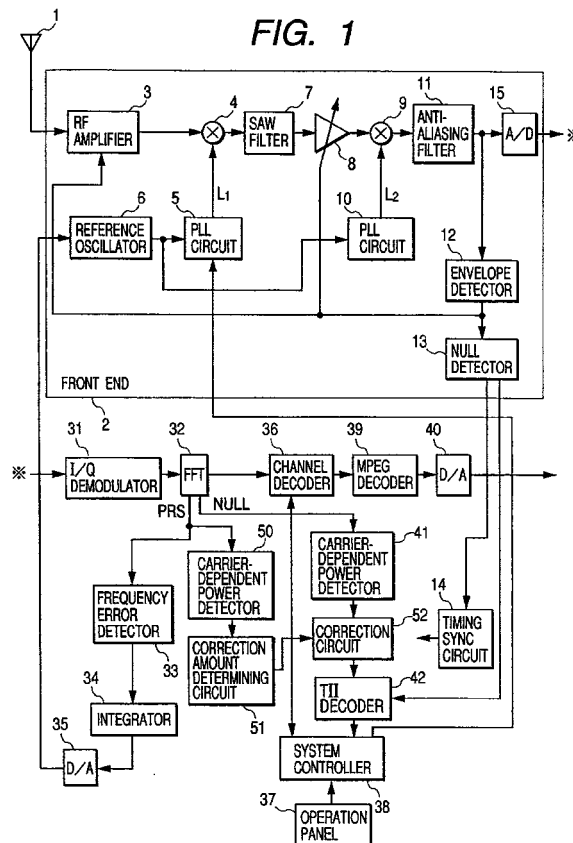 FIG. 1
1
3
RF
AMPLIFIER
4
7
SAW
FILTER
8
9
11
ANTI-
ALIASING
FILTER
15
A/D
※
L1
L2
6
REFERENCE
OSCILLATOR
5
PLL
CIRCUIT
10
PLL
CIRCUIT
12
ENVELOPE
DETECTOR
13
NULL
DETECTOR
FRONT END
2
※
31
I/Q
DEMODULATOR
32
FFT
36
CHANNEL
DECODER
39
MPEG
DECODER
40
D/A
PRS
NULL
50
CARRIER-
DEPENDENT
POWER
DETECTOR
41
CARRIER-
DEPENDENT
POWER
DETECTOR
FREQUENCY
ERROR
DETECTOR
33
CORRECTION
AMOUNT
DETERMINING
CIRCUIT
51
52
CORRECTION
CIRCUIT
14
TIMING
SYNC
CIRCUIT
34
INTEGRATOR
42
TII
DECODER
35
D/A
SYSTEM
CONTROLLER
38
37
OPERATION
PANEL